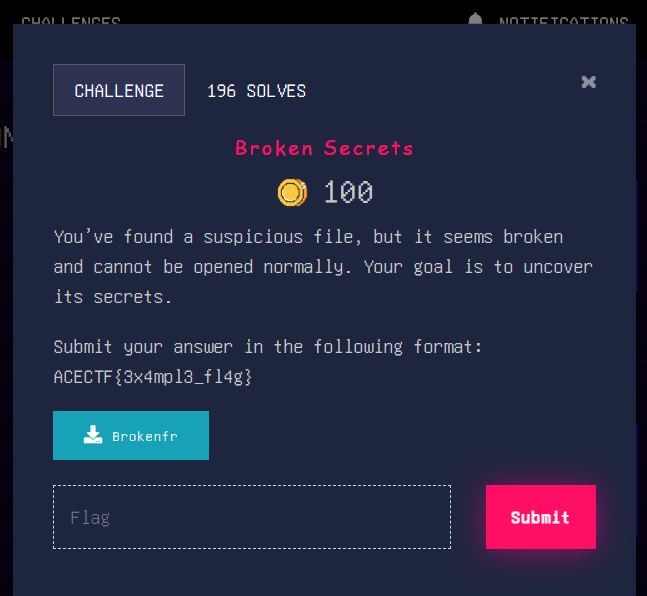 CHALLENGES
NOTIFICATIONS
CHALLENGE
196 SOLVES
Broken Secrets
100
You’ve found a suspicious file, but it seems broken
and cannot be opened normally. Your goal is to uncover
its secrets.
Submit your answer in the following format:
ACECTF{3x4mpl3_fl4g}
Brokenfr
Flag
Submit